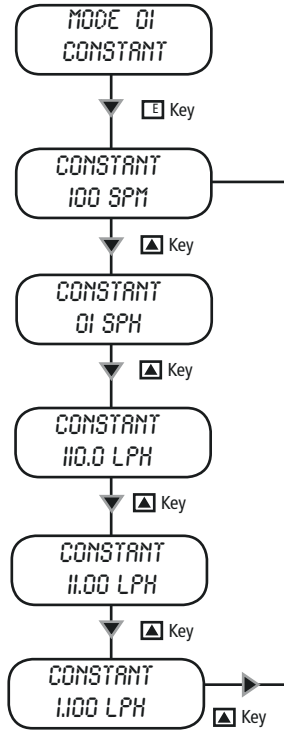 MODE 01
CONSTANT
E Key
CONSTANT
100 SPM
Key
CONSTANT
01 SPH
Key
CONSTANT
110.0 LPH
Key
CONSTANT
11.00 LPH
Key
CONSTANT
1.100 LPH
Key